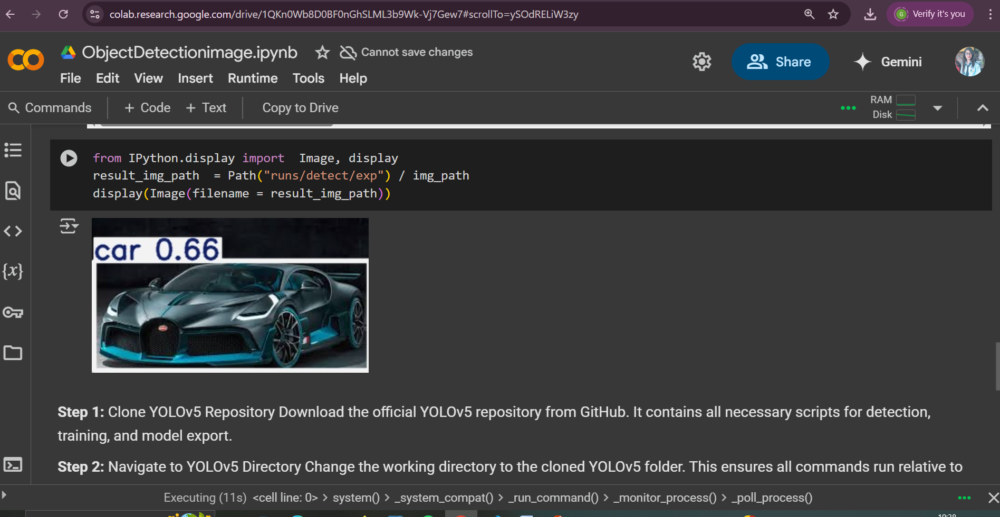 colab.research.google.com/drive/1QKn0Wb8D0BF0nGhSLML3b9Wk-Vj7Gew7#scrollTo=ySOdRELiW3zy
G Verify it's you
ObjectDetectionimage.ipynb Cannot save changes
File Edit View Insert Runtime Tools Help
Share Gemini
Commands + Code + Text Copy to Drive
RAM
Disk
from IPython.display import  Image, display
result_img_path  = Path("runs/detect/exp") / img_path
display(Image(filename = result_img_path))
{x}
car 0.66
Step 1: Clone YOLOv5 Repository Download the official YOLOv5 repository from GitHub. It contains all necessary scripts for detection,
training, and model export.
Step 2: Navigate to YOLOv5 Directory Change the working directory to the cloned YOLOv5 folder. This ensures all commands run relative to
Executing (11s) <cell line: 0> > system() > _system_compat() > _run_command() > _monitor_process() > _poll_process()